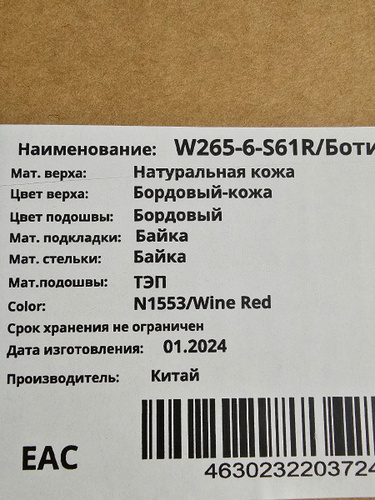 Наименование: W265-6-S61R/Боти
Мат. верха: Натуральная кожа
Цвет верха: Бордовый-кожа
Цвет подошвы: Бордовый
Мат. подкладки: Байка
Мат. стельки: Байка
Мат.подошвы: ТЭП
Color: N1553/Wine Red
Срок хранения не ограничен
Дата изготовления: 01.2024
Производитель: Китай
EAC
4630232203724